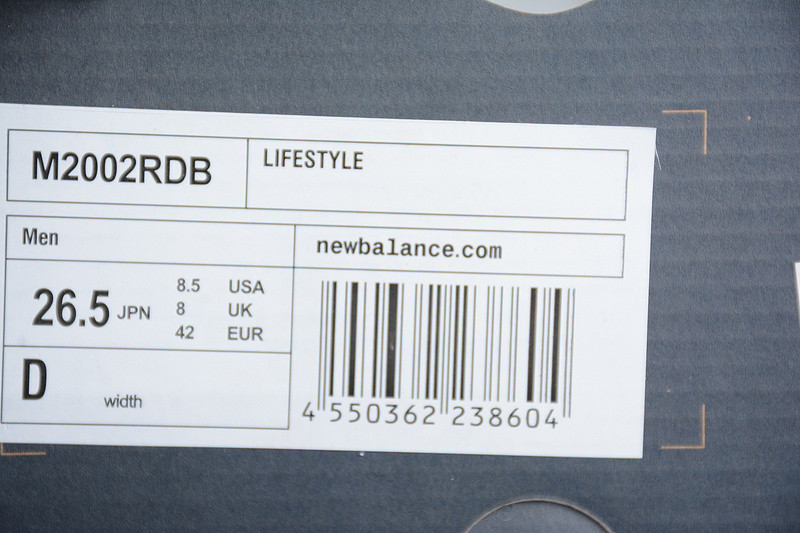 M2002RDB
LIFESTYLE
Men
newbalance.com
26.5 JPN
8.5 USA
8 UK
42 EUR
D width
4 550362 238604